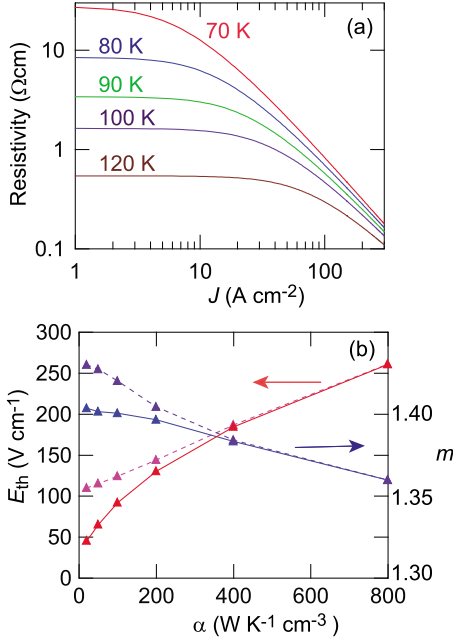 (a)
70 K
80 K
90 K
100 K
120 K
10
1
0.1
Resistivity (Ωcm)
1
10
100
J (A cm-2)
(b)
300
250
200
150
100
50
0
Eth (V cm-1)
1.40
1.35
1.30
m
0
200
400
600
800
α (W K-1 cm-3)